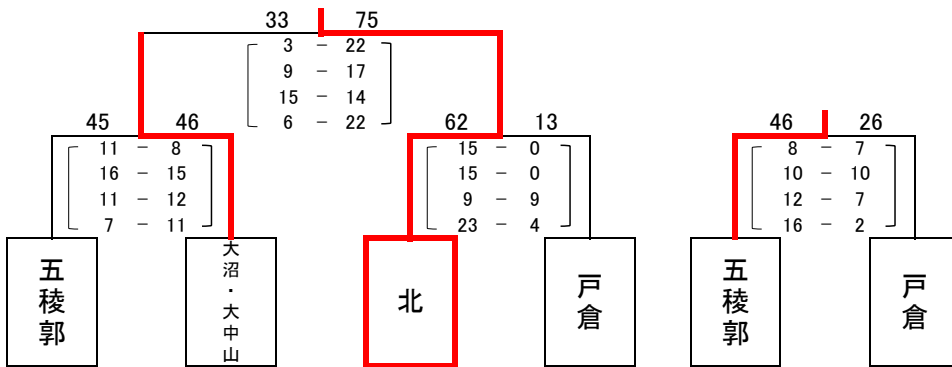 33 75
3 － 22
9 － 17
15 － 14
6 － 22
45 46
11 － 8
16 － 15
11 － 12
7 － 11
62 13
15 － 0
15 － 0
9 － 9
23 － 4
46 26
8 － 7
10 － 10
12 － 7
16 － 2
五稜郭
大沼・大中山
北
戸倉
五稜郭
戸倉